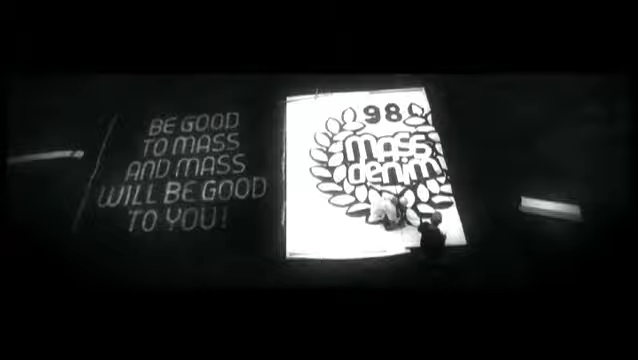 BE GOOD
TO MASS
AND MASS
WILL BE GOOD
TO YOU!
98
mass
denim